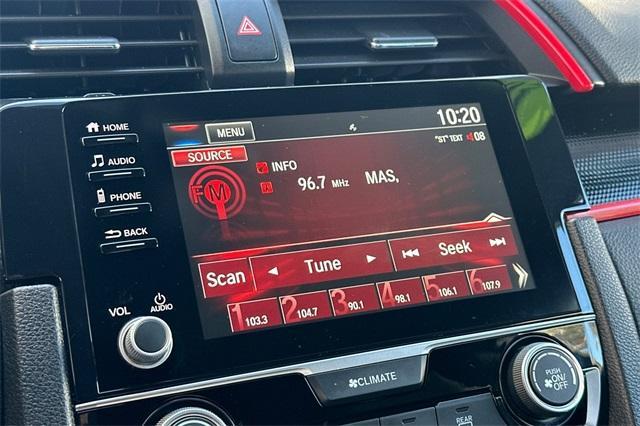 HOME
AUDIO
PHONE
BACK
VOL AUDIO
MENU
10:20
"ST" TEXT 08
SOURCE
INFO
FM
96.7 MHz MAS,
Scan Tune Seek
1 103.3 2 104.7 3 90.1 4 98.1 5 106.1 6 107.9
CLIMATE
PUSH
ON/
OFF
REAR